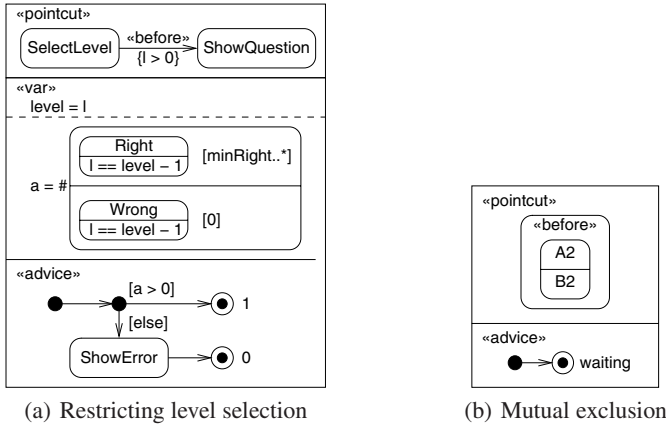 «pointcut»
SelectLevel
«before»
{l > 0}
ShowQuestion
«var»
level = l
a = #
Right
l == level − 1
[minRight..*]
Wrong
l == level − 1
[0]
«advice»
[a > 0]
1
[else]
ShowError
0
(a) Restricting level selection
«pointcut»
«before»
A2
B2
«advice»
waiting
(b) Mutual exclusion